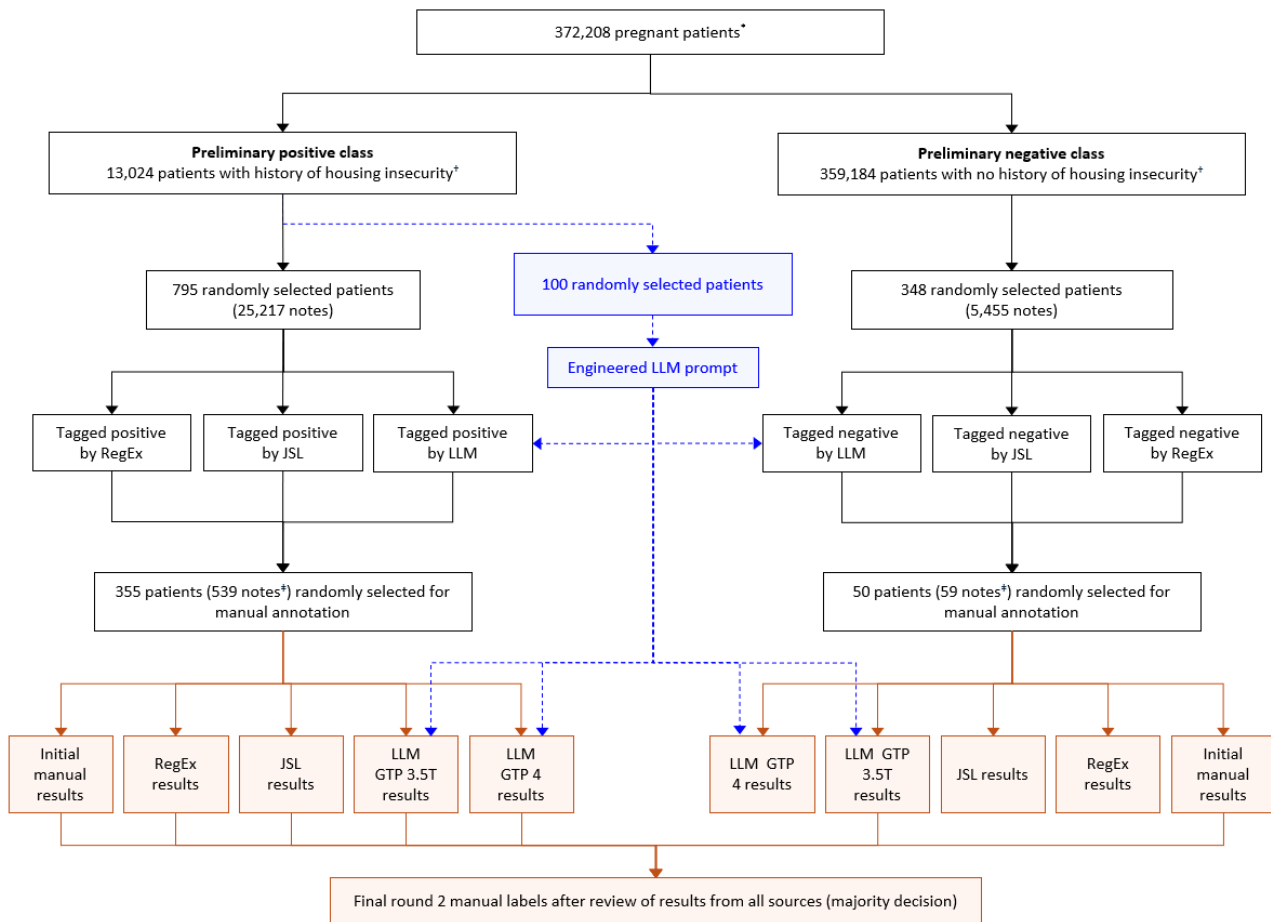 372,208 pregnant patients*
Preliminary positive class
13,024 patients with history of housing insecurity†
Preliminary negative class
359,184 patients with no history of housing insecurity†
795 randomly selected patients
(25,217 notes)
100 randomly selected patients
348 randomly selected patients
(5,455 notes)
Engineered LLM prompt
Tagged positive
by RegEx
Tagged positive
by JSL
Tagged positive
by LLM
Tagged negative
by LLM
Tagged negative
by JSL
Tagged negative
by RegEx
355 patients (539 notes‡) randomly selected for
manual annotation
50 patients (59 notes‡) randomly selected for
manual annotation
Initial
manual
results
RegEx
results
JSL
results
LLM
GTP 3.5T
results
LLM
GTP 4
results
LLM GTP
4 results
LLM GTP
3.5T
results
JSL results
RegEx
results
Initial
manual
results
Final round 2 manual labels after review of results from all sources (majority decision)